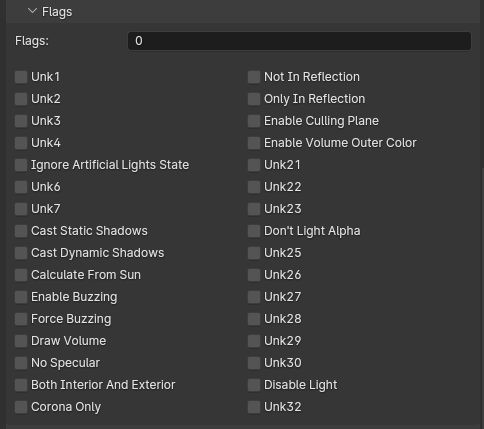 Flags
Flags: 0
Unk1
Unk2
Unk3
Unk4
Ignore Artificial Lights State
Unk6
Unk7
Cast Static Shadows
Cast Dynamic Shadows
Calculate From Sun
Enable Buzzing
Force Buzzing
Draw Volume
No Specular
Both Interior And Exterior
Corona Only
Not In Reflection
Only In Reflection
Enable Culling Plane
Enable Volume Outer Color
Unk21
Unk22
Unk23
Don't Light Alpha
Unk25
Unk26
Unk27
Unk28
Unk29
Unk30
Disable Light
Unk32